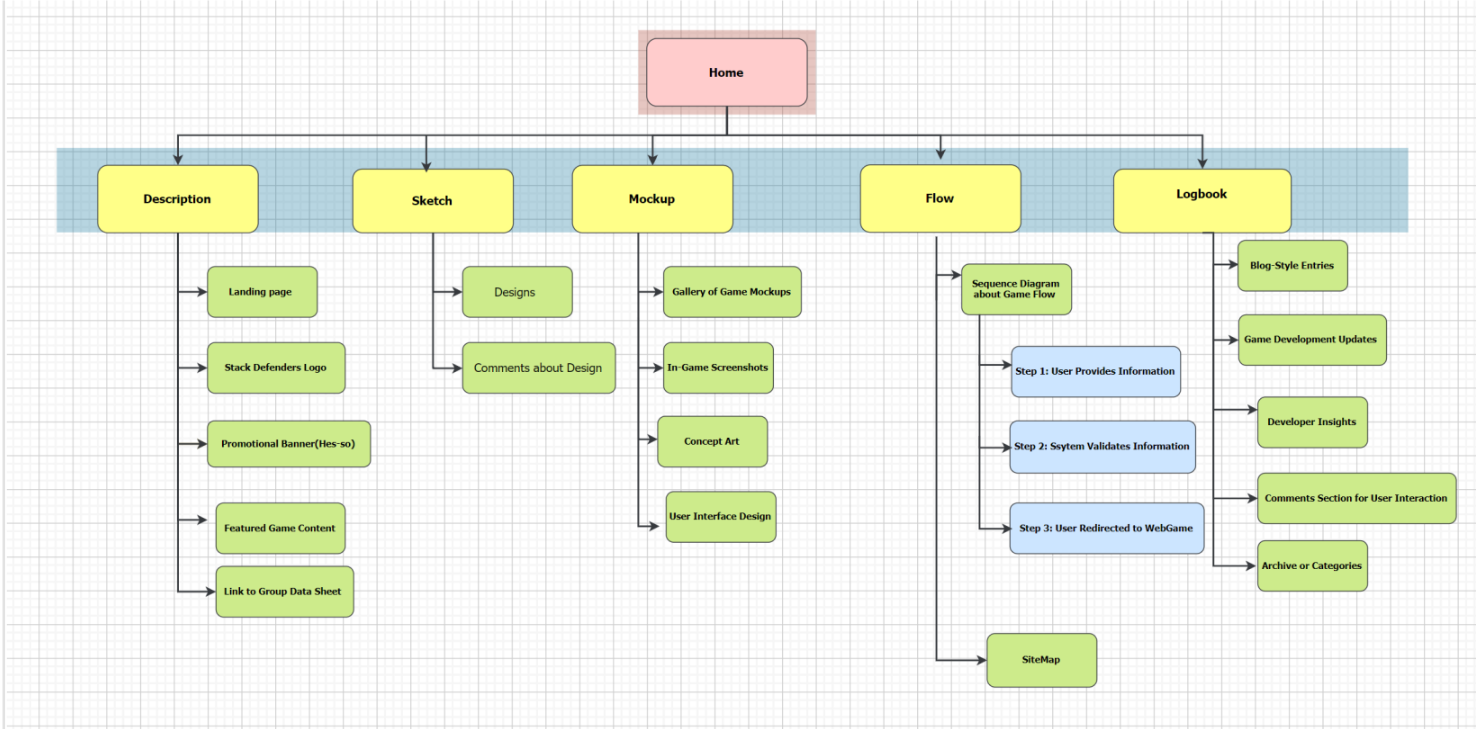 Home
Description
Sketch
Mockup
Flow
Logbook
Landing page
Stack Defenders Logo
Promotional Banner(Hes-so)
Featured Game Content
Link to Group Data Sheet
Designs
Comments about Design
Gallery of Game Mockups
In-Game Screenshots
Concept Art
User Interface Design
Sequence Diagram
about Game Flow
Step 1: User Provides Information
Step 2: Ssytem Validates Information
Step 3: User Redirected to WebGame
SiteMap
Blog-Style Entries
Game Development Updates
Developer Insights
Comments Section for User Interaction
Archive or Categories